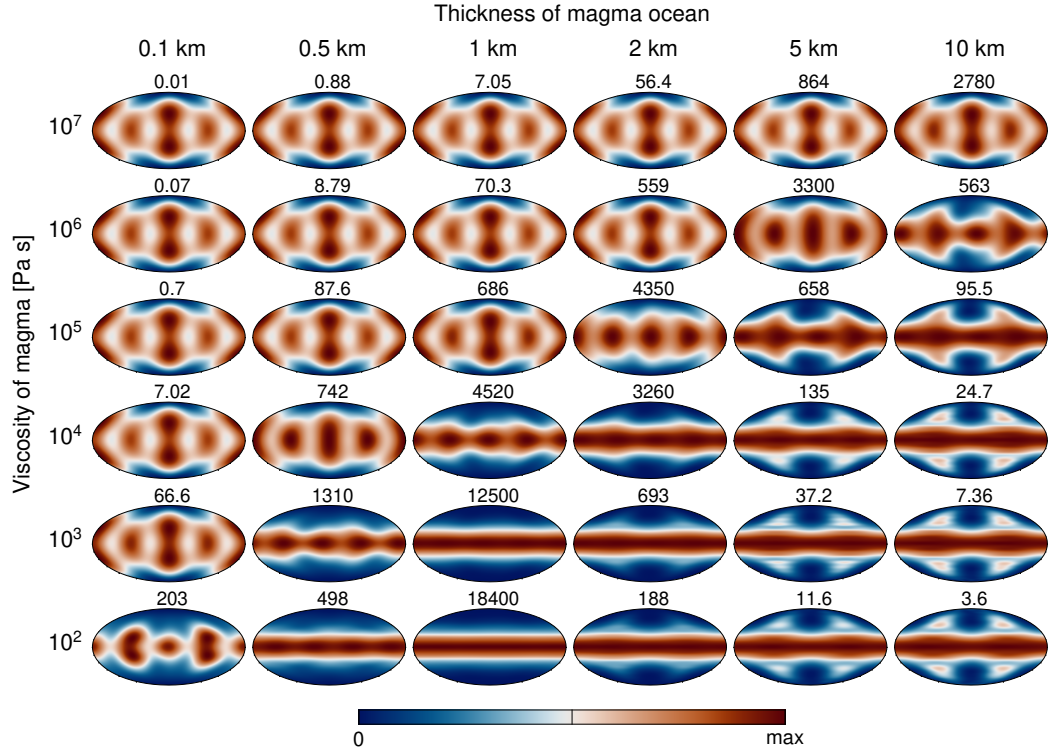 Thickness of magma ocean
0.1 km 0.5 km 1 km 2 km 5 km 10 km
0.01 0.88 7.05 56.4 864 2780
10⁷
0.07 8.79 70.3 559 3300 563
10⁶
0.7 87.6 686 4350 658 95.5
10⁵
7.02 742 4520 3260 135 24.7
10⁴
66.6 1310 12500 693 37.2 7.36
10³
203 498 18400 188 11.6 3.6
10²
Viscosity of magma [Pa s]
0 max